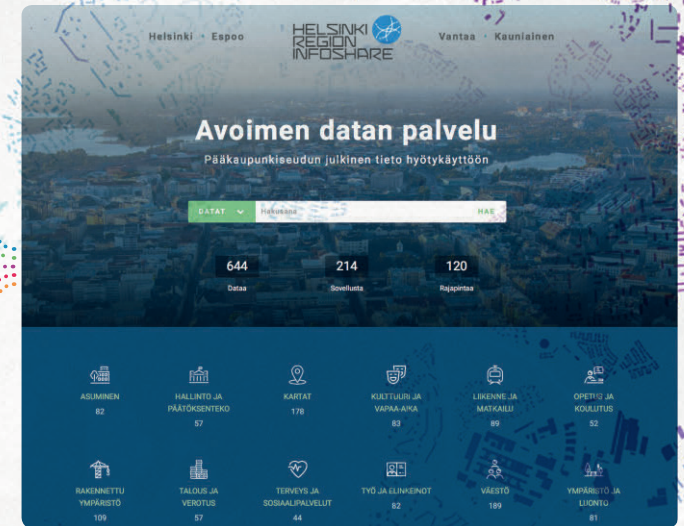 Helsinki · Espoo
HELSINKI
REGION
INFOSHARE
Vantaa · Kauniainen
Avoimen datan palvelu
Pääkaupunkiseudun julkinen tieto hyötykäyttöön
DATAT Hakusana HAE
644 214 120
Dataa Sovellusta Rajapintaa
ASUMINEN
82
HALLINTO JA
PÄÄTÖKSENTEKO
57
KARTAT
178
KULTTUURI JA
VAPAA-AIKA
83
LIIKENNE JA
MATKAILU
89
OPETUS JA
KOULUTUS
52
RAKENNETTU
YMPÄRISTÖ
109
TALOUS JA
VEROTUS
57
TERVEYS JA
SOSIAALIPALVELUT
44
TYÖ JA ELINKEINOT
82
VÄESTÖ
189
YMPÄRISTÖ JA
LUONTO
81